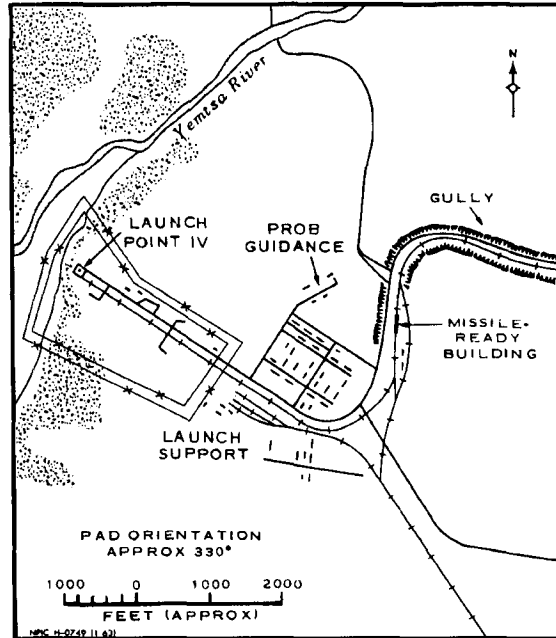 N
Yemtsa River
GULLY
LAUNCH
POINT IV
PROB
GUIDANCE
MISSILE-
READY
BUILDING
LAUNCH
SUPPORT
PAD ORIENTATION
APPROX 330°
1000 0 1000 2000
FEET (APPROX)
NPIC H-0749 (1 63)